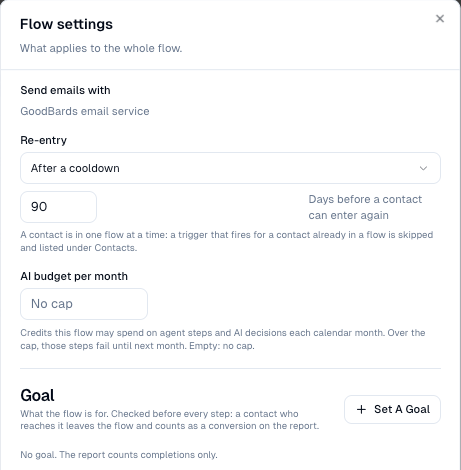 Flow settings
What applies to the whole flow.
Send emails with
GoodBards email service
Re-entry
After a cooldown
90
Days before a contact
can enter again
A contact is in one flow at a time: a trigger that fires for a contact already in a flow is skipped
and listed under Contacts.
AI budget per month
No cap
Credits this flow may spend on agent steps and AI decisions each calendar month. Over the
cap, those steps fail until next month. Empty: no cap.
Goal
What the flow is for. Checked before every step: a contact who
reaches it leaves the flow and counts as a conversion on the report.
+ Set A Goal
No goal. The report counts completions only.